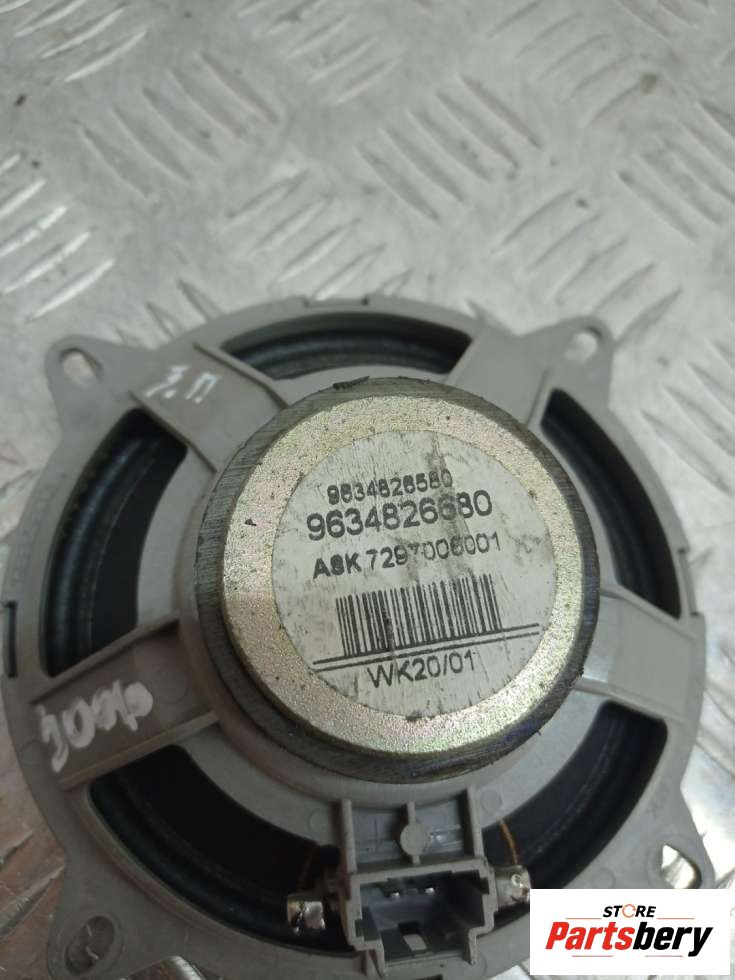 з.п
9634826580
9634826680
ASK 7297006001
WK20/01
STORE
Partsbery